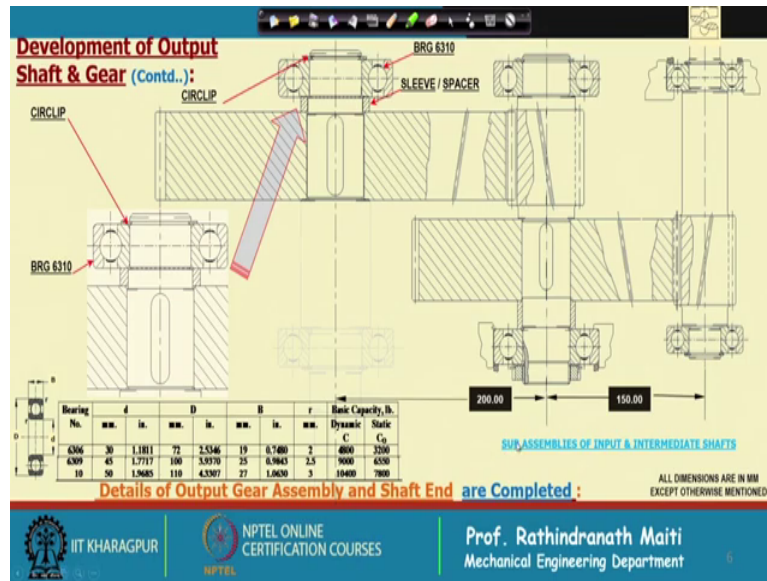 Development of Output
Shaft & Gear (Contd..):
CIRCLIP
BRG 6310
SLEEVE / SPACER
CIRCLIP
BRG 6310
200.00
150.00
SUB ASSEMBLIES OF INPUT & INTERMEDIATE SHAFTS
B
r
D
d
Bearing d D B r Basic Capacity, lb.
No. mm. in. mm. in. mm. in. mm. Dynamic Static
C C₀
6306 30 1.1811 72 2.5346 19 0.7480 2 4800 3200
6309 45 1.7717 100 3.9370 25 0.9843 2.5 9000 6550
10 50 1.9685 110 4.3307 27 1.0630 3 10400 7800
ALL DIMENSIONS ARE IN MM
EXCEPT OTHERWISE MENTIONED
Details of Output Gear Assembly and Shaft End are Completed :
IIT KHARAGPUR
NPTEL
NPTEL ONLINE
CERTIFICATION COURSES
Prof. Rathindranath Maiti
Mechanical Engineering Department
6